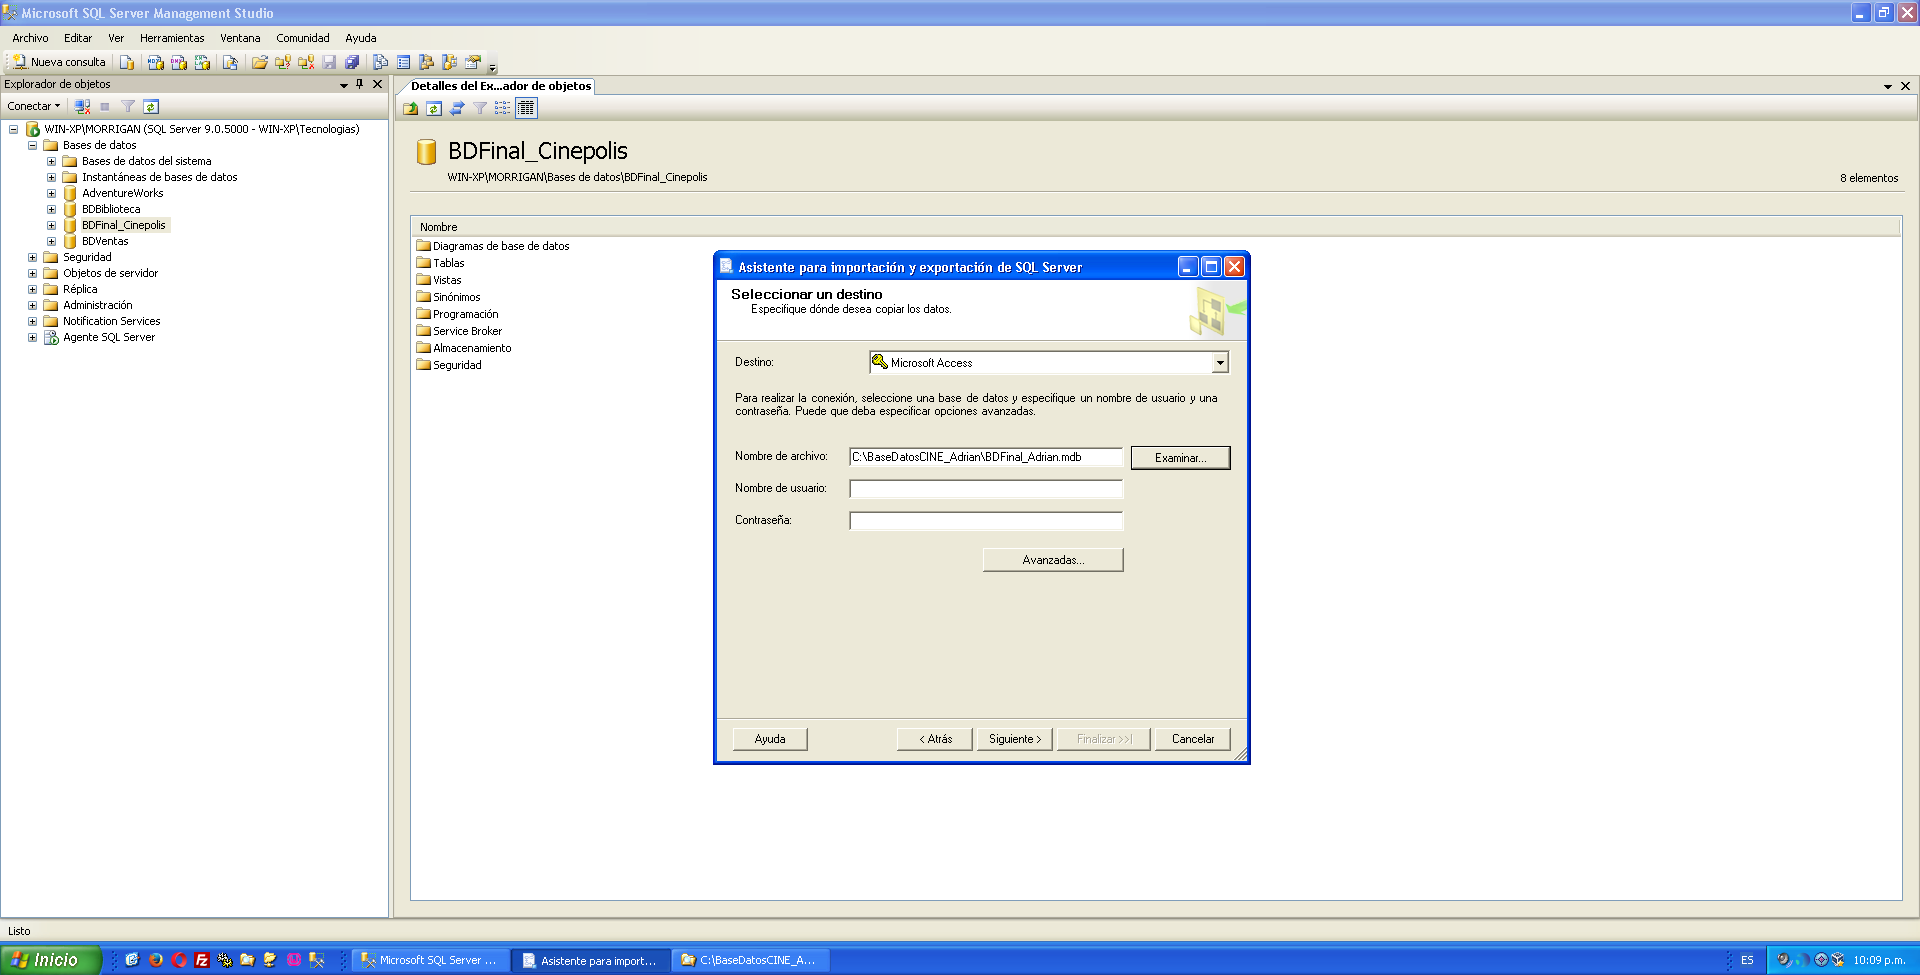 Microsoft SQL Server Management Studio
Archivo Editar Ver Herramientas Ventana Comunidad Ayuda
Nueva consulta
Explorador de objetos
Conectar
WIN-XP\MORRIGAN (SQL Server 9.0.5000 - WIN-XP\Tecnologias)
Bases de datos
Bases de datos del sistema
Instantáneas de bases de datos
AdventureWorks
BDBiblioteca
BDFinal_Cinepolis
BDVentas
Seguridad
Objetos de servidor
Réplica
Administración
Notification Services
Agente SQL Server
Detalles del Ex...ador de objetos
BDFinal_Cinepolis
WIN-XP\MORRIGAN\Bases de datos\BDFinal_Cinepolis
8 elementos
Nombre
Diagramas de base de datos
Tablas
Vistas
Sinónimos
Programación
Service Broker
Almacenamiento
Seguridad
Asistente para importación y exportación de SQL Server
Seleccionar un destino
Especifique dónde desea copiar los datos.
Destino: Microsoft Access
Para realizar la conexión, seleccione una base de datos y especifique un nombre de usuario y una
contraseña. Puede que deba especificar opciones avanzadas.
Nombre de archivo: C:\BaseDatosCINE_Adrian\BDFinal_Adrian.mdb Examinar...
Nombre de usuario:
Contraseña:
Avanzadas...
Ayuda < Atrás Siguiente > Finalizar >>| Cancelar
Listo
Inicio Microsoft SQL Server ... Asistente para import... C:\BaseDatosCINE_A... ES 10:09 p.m.